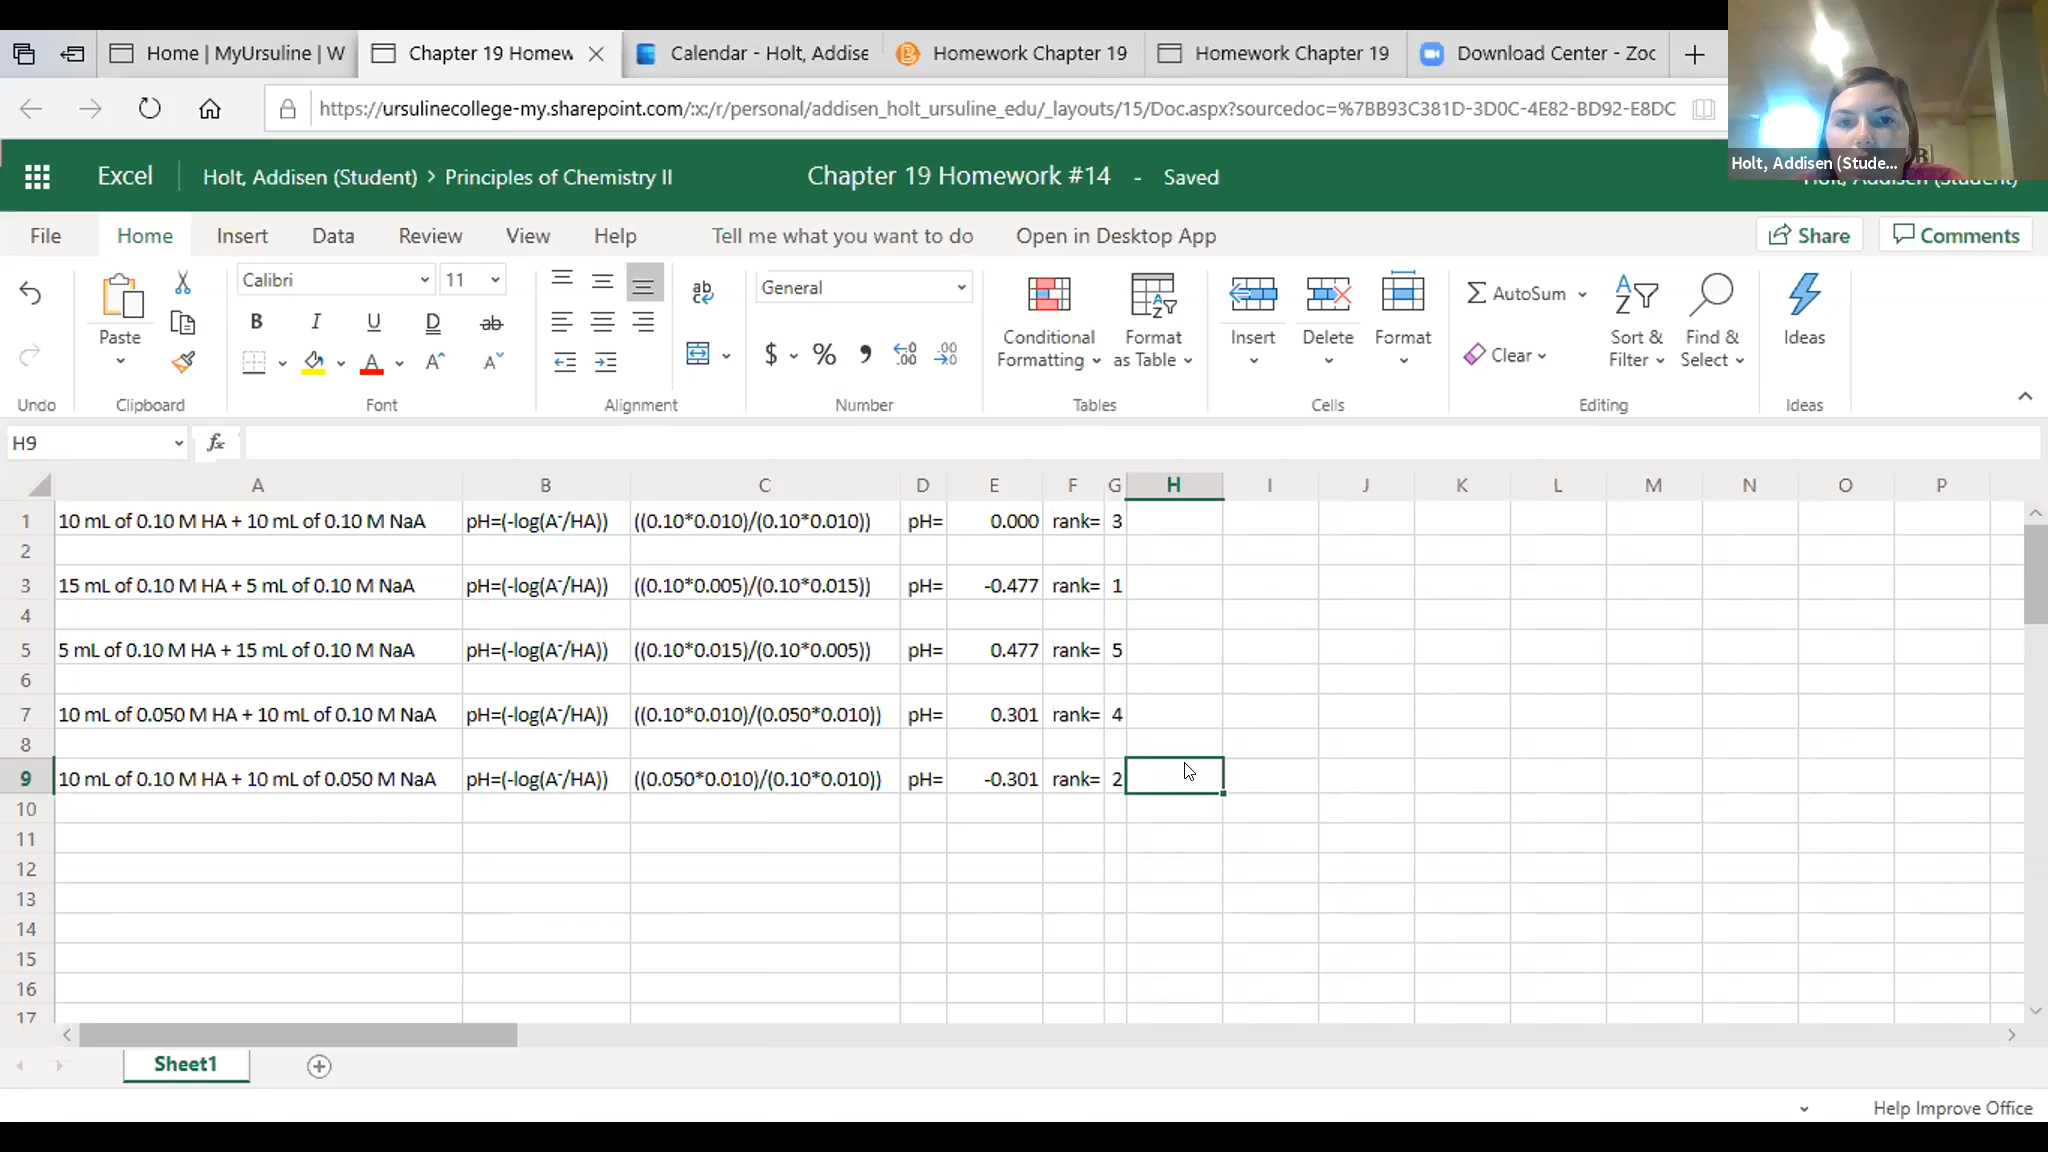 Home | MyUrsuline | W
Chapter 19 Homew
Calendar - Holt, Addise
Homework Chapter 19
Homework Chapter 19
Download Center - Zoc
https://ursulinecollege-my.sharepoint.com/:x:/r/personal/addisen_holt_ursuline_edu/_layouts/15/Doc.aspx?sourcedoc=%7BB93C381D-3D0C-4E82-BD92-E8DC
Holt, Addisen (Stude...
Excel
Holt, Addisen (Student) > Principles of Chemistry II
Chapter 19 Homework #14 - Saved
Holt, Addisen (Student)
File Home Insert Data Review View Help Tell me what you want to do Open in Desktop App Share Comments
Calibri 11 General
Paste
B I U D ab
$ % 9
Conditional Formatting
Format as Table
Insert Delete Format
AutoSum
Clear
Sort & Filter
Find & Select
Ideas
Undo Clipboard Font Alignment Number Tables Cells Editing Ideas
H9 fx
A B C D E F G H I J K L M N O P
1 10 mL of 0.10 M HA + 10 mL of 0.10 M NaA pH=(-log(A⁻/HA)) ((0.10*0.010)/(0.10*0.010)) pH= 0.000 rank= 3
2
3 15 mL of 0.10 M HA + 5 mL of 0.10 M NaA pH=(-log(A⁻/HA)) ((0.10*0.005)/(0.10*0.015)) pH= -0.477 rank= 1
4
5 5 mL of 0.10 M HA + 15 mL of 0.10 M NaA pH=(-log(A⁻/HA)) ((0.10*0.015)/(0.10*0.005)) pH= 0.477 rank= 5
6
7 10 mL of 0.050 M HA + 10 mL of 0.10 M NaA pH=(-log(A⁻/HA)) ((0.10*0.010)/(0.050*0.010)) pH= 0.301 rank= 4
8
9 10 mL of 0.10 M HA + 10 mL of 0.050 M NaA pH=(-log(A⁻/HA)) ((0.050*0.010)/(0.10*0.010)) pH= -0.301 rank= 2
10
11
12
13
14
15
16
17
Sheet1
Help Improve Office